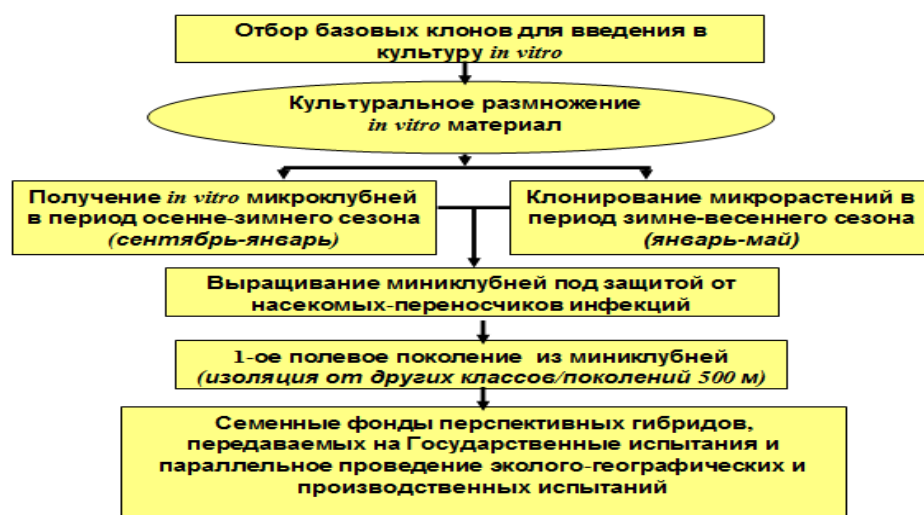 Отбор базовых клонов для введения в
культуру in vitro
Культуральное размножение
in vitro материал
Получение in vitro микроклубней
в период осенне-зимнего сезона
(сентябрь-январь)
Клонирование микрорастений в
период зимне-весеннего сезона
(январь-май)
Выращивание миниклубней под защитой от
насекомых-переносчиков инфекций
1-ое полевое поколение из миниклубней
(изоляция от других классов/поколений 500 м)
Семенные фонды перспективных гибридов,
передаваемых на Государственные испытания и
параллельное проведение эколого-географических и
производственных испытаний